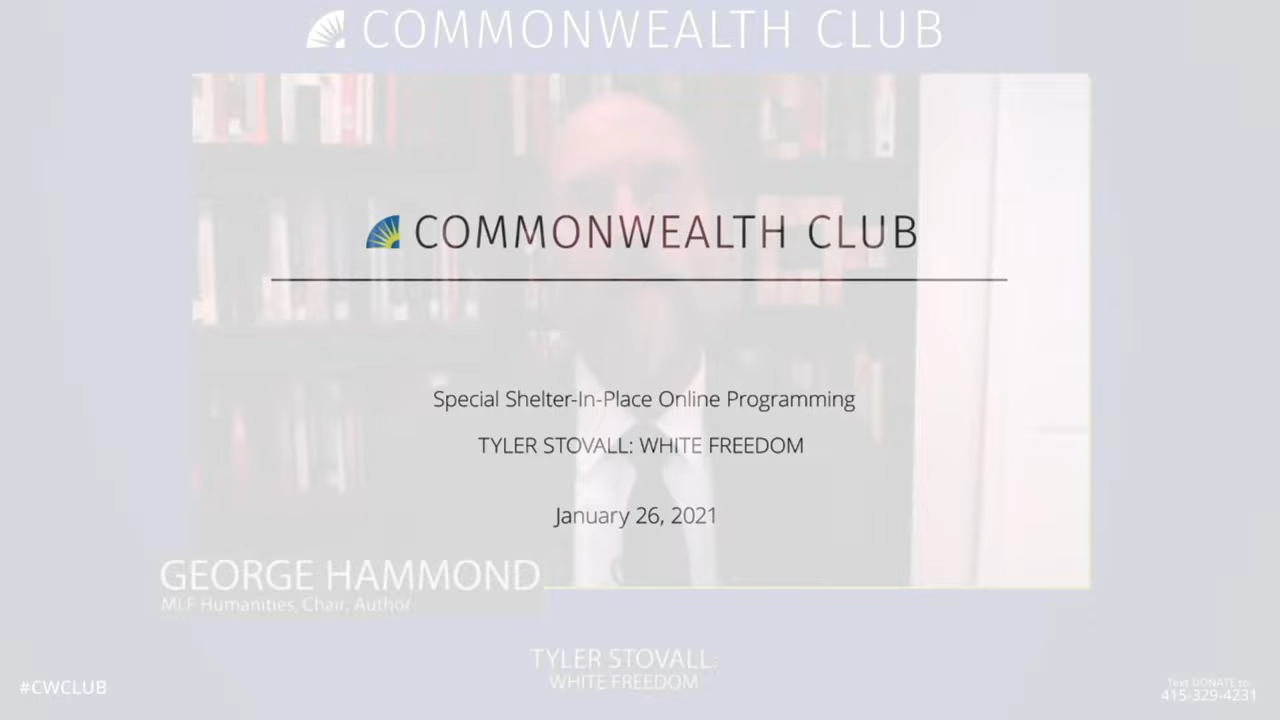 COMMONWEALTH CLUB
COMMONWEALTH CLUB
Special Shelter-In-Place Online Programming
TYLER STOVALL: WHITE FREEDOM
January 26, 2021
GEORGE HAMMOND
MLF Humanities, Chair, Author
TYLER STOVALL:
WHITE FREEDOM
#CWCLUB
Text DONATE to:
415-329-4231